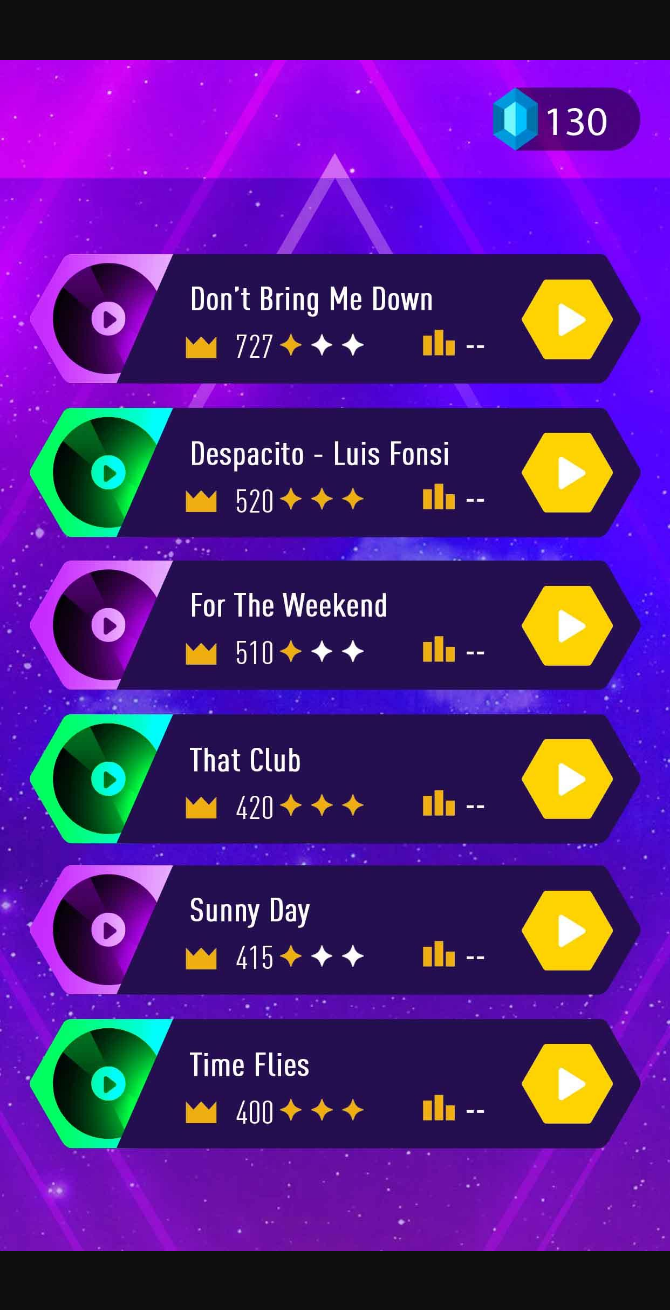 130
Don't Bring Me Down
727 --
Despacito - Luis Fonsi
520 --
For The Weekend
510 --
That Club
420 --
Sunny Day
415 --
Time Flies
400 --